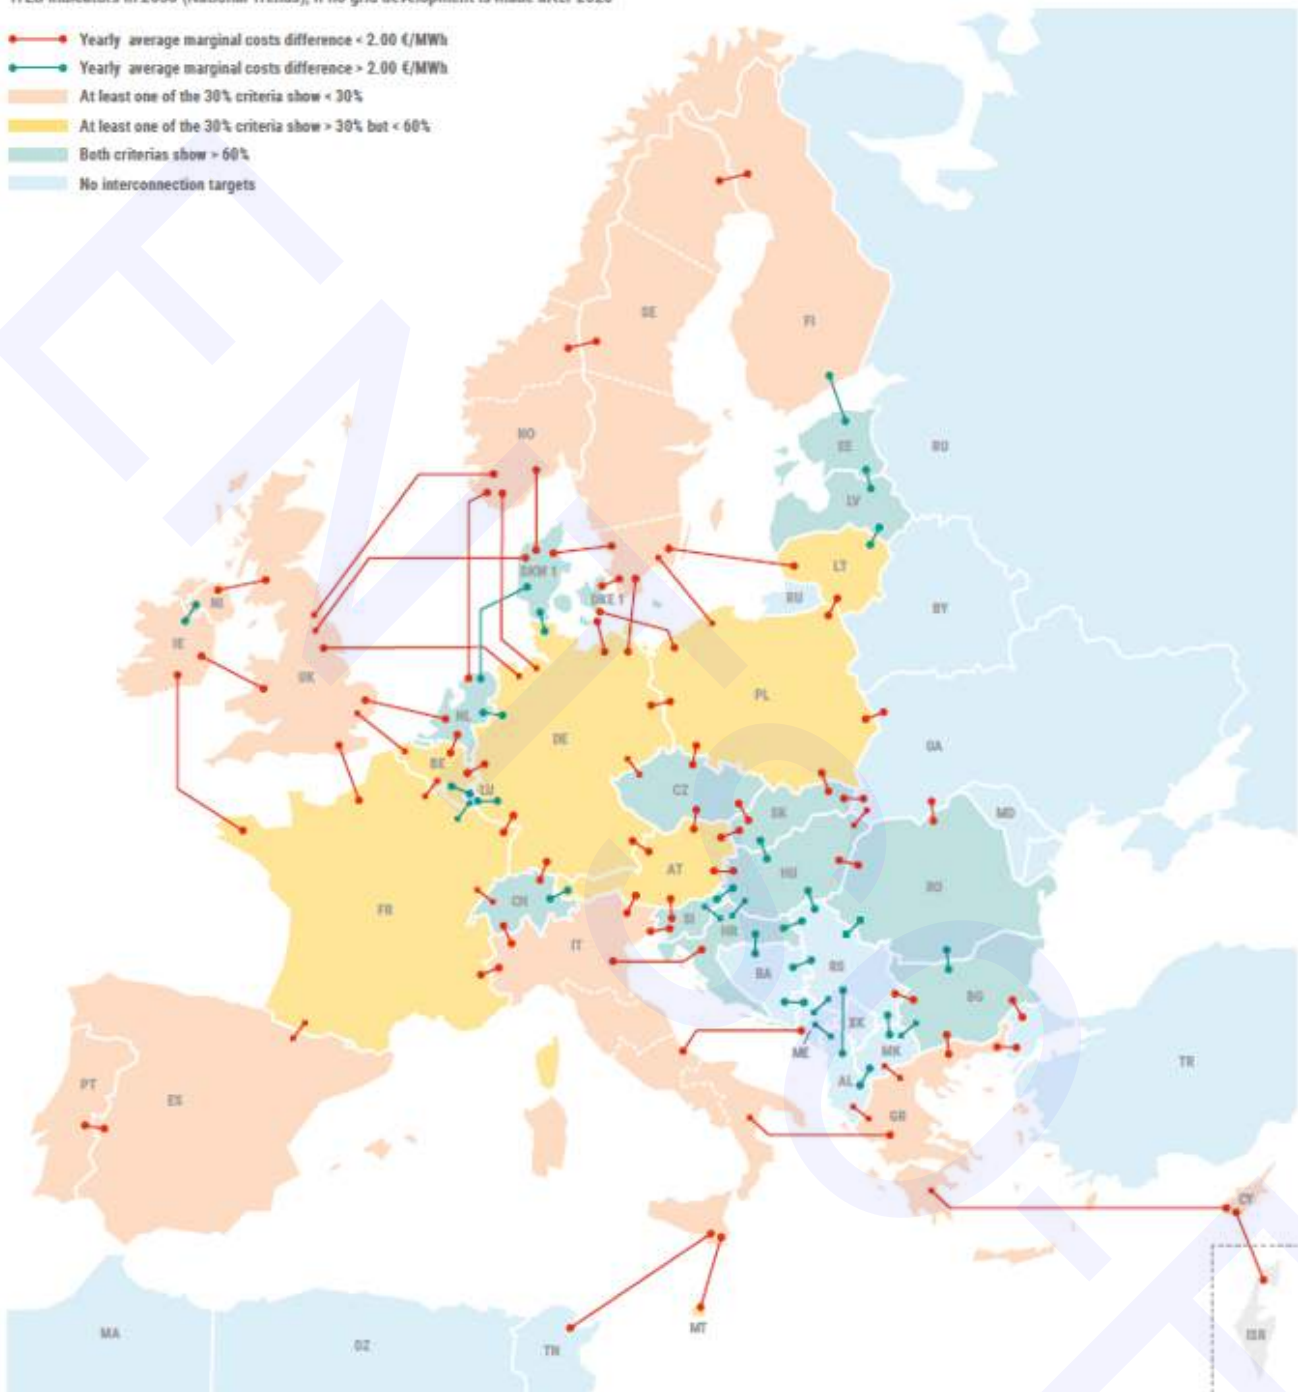 Yearly average marginal costs difference < 2.00 €/MWh
Yearly average marginal costs difference > 2.00 €/MWh
At least one of the 30% criteria show < 30%
At least one of the 30% criteria show > 30% but < 60%
Both criterias show > 60%
No interconnection targets
SE
FI
NO
EE
RU
LV
DKW 1
LT
DKE 1
RU
NI
BY
IE
UK
PL
NL
DE
UA
BE
LU
CZ
SK
MD
AT
HU
RO
CH
FR
SI
HR
IT
BA
RS
BG
XK
ME
MK
TR
AL
PT
ES
GR
CY
MT
MA
DZ
TN
ISR